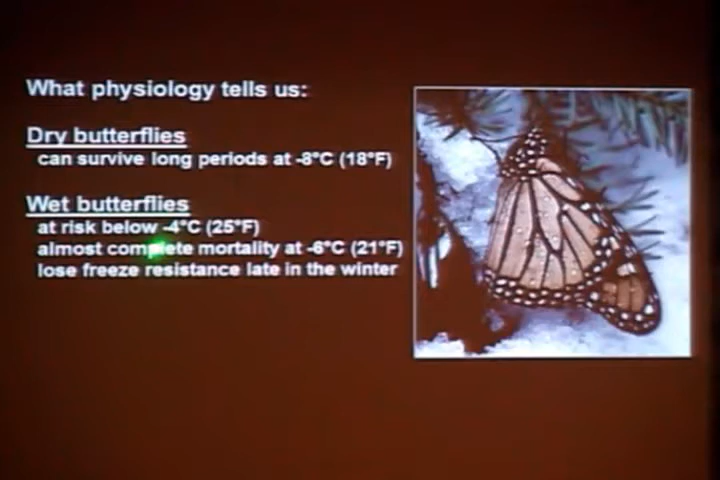 What physiology tells us:
Dry butterflies
can survive long periods at -8°C (18°F)
Wet butterflies
at risk below -4°C (25°F)
almost complete mortality at -6°C (21°F)
lose freeze resistance late in the winter